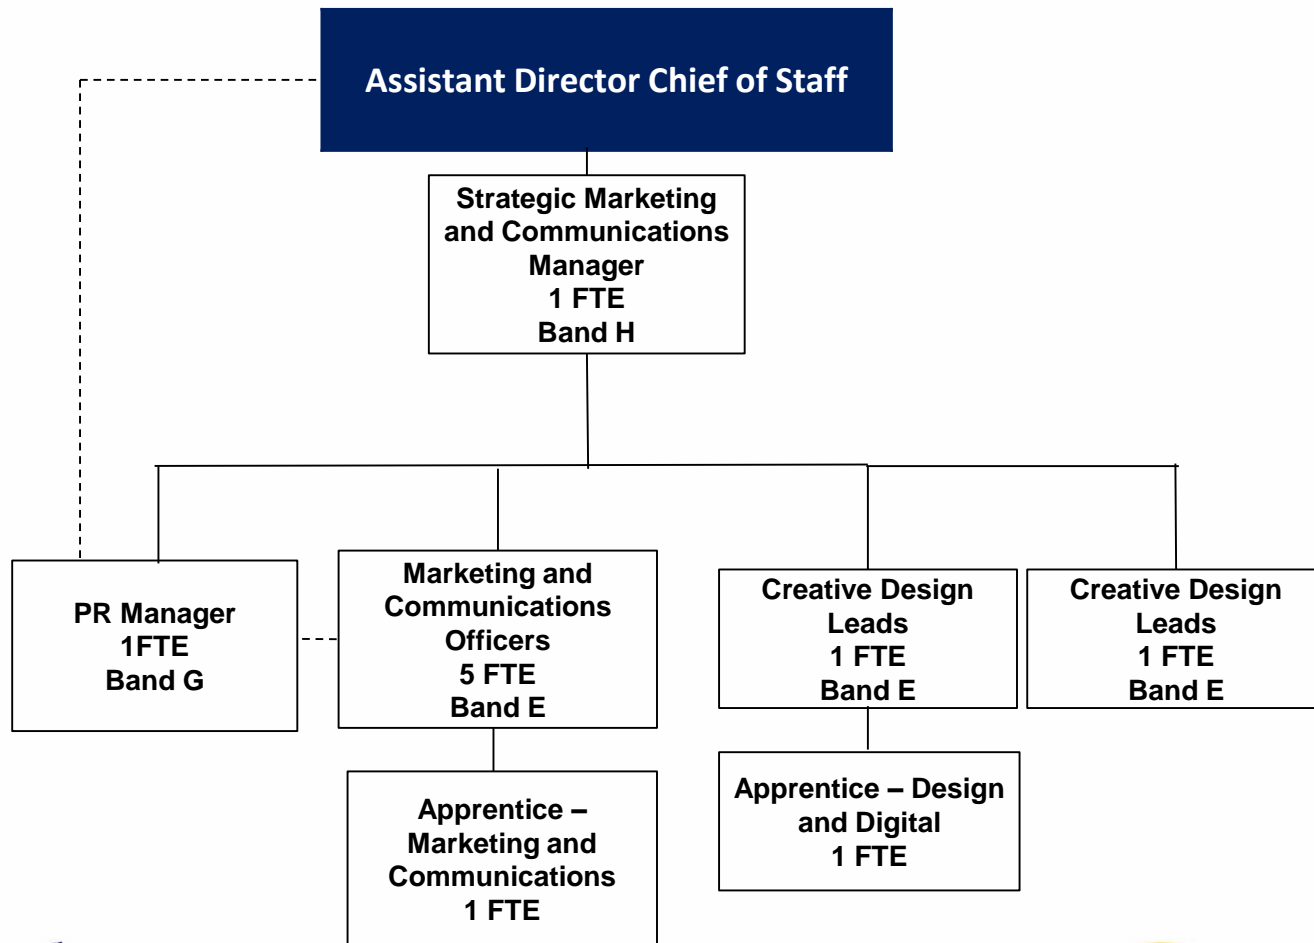 Assistant Director Chief of Staff
Strategic Marketing
and Communications
Manager
1 FTE
Band H
PR Manager
1FTE
Band G
Marketing and
Communications
Officers
5 FTE
Band E
Creative Design
Leads
1 FTE
Band E
Creative Design
Leads
1 FTE
Band E
Apprentice –
Marketing and
Communications
1 FTE
Apprentice – Design
and Digital
1 FTE